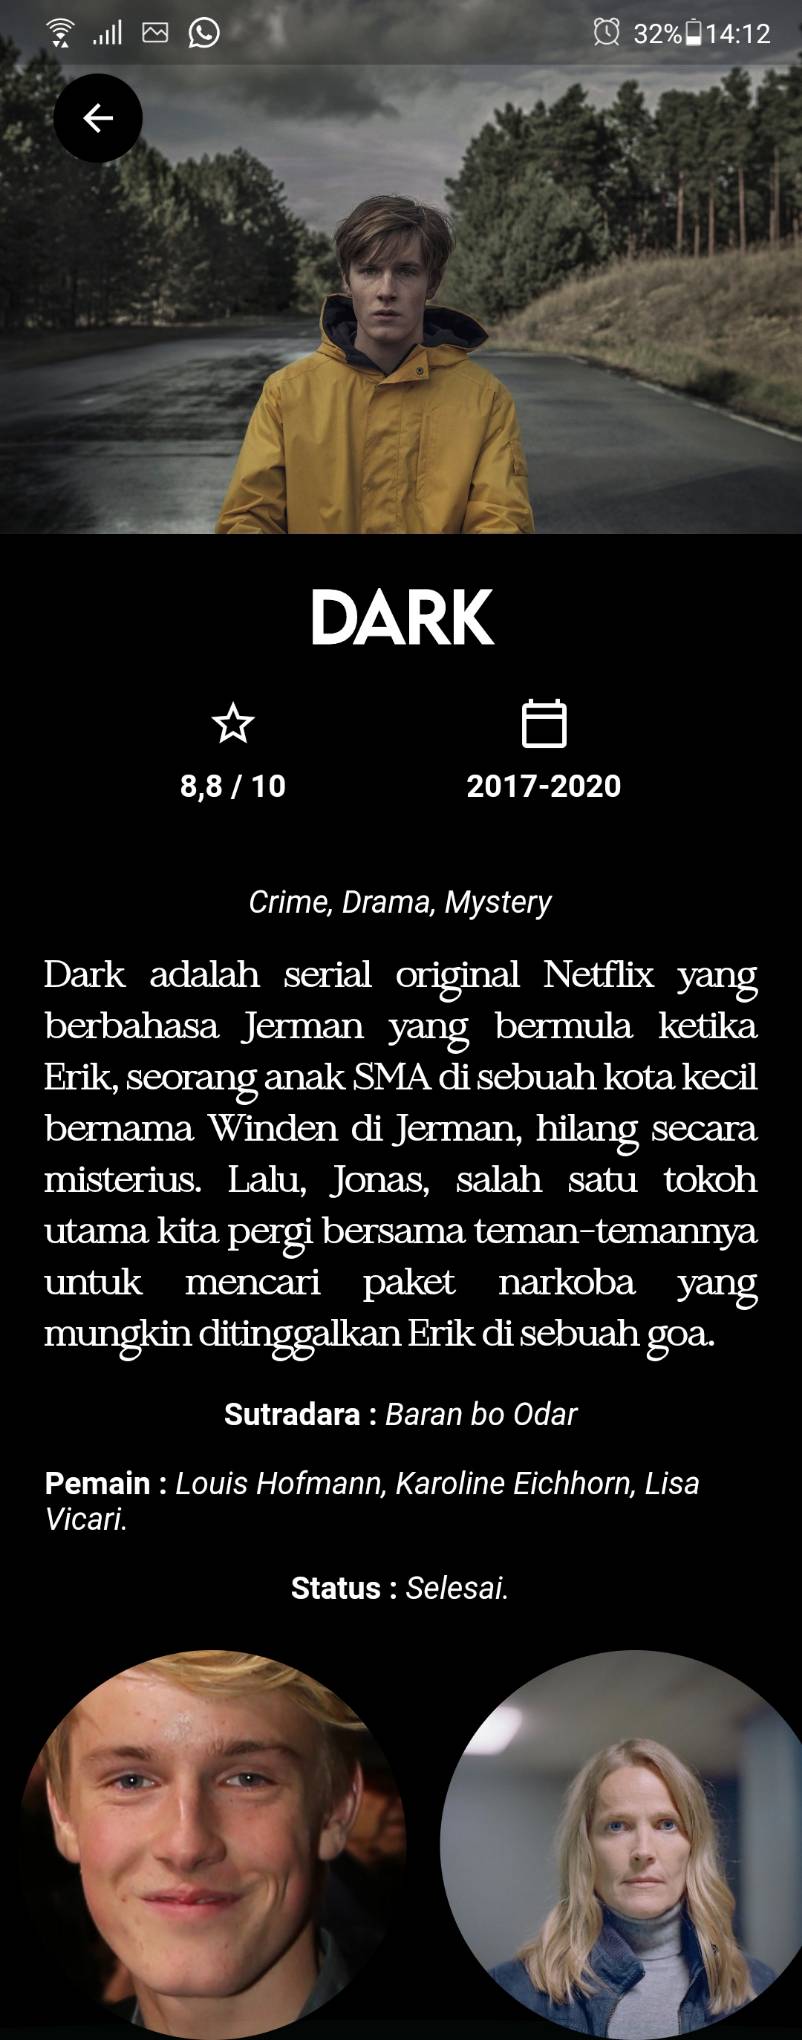 32% 14:12
DARK
8,8 / 10
2017-2020
Crime, Drama, Mystery
Dark adalah serial original Netflix yang
berbahasa Jerman yang bermula ketika
Erik, seorang anak SMA di sebuah kota kecil
bernama Winden di Jerman, hilang secara
misterius. Lalu, Jonas, salah satu tokoh
utama kita pergi bersama teman-temannya
untuk mencari paket narkoba yang
mungkin ditinggalkan Erik di sebuah goa.
Sutradara : Baran bo Odar
Pemain : Louis Hofmann, Karoline Eichhorn, Lisa
Vicari.
Status : Selesai.